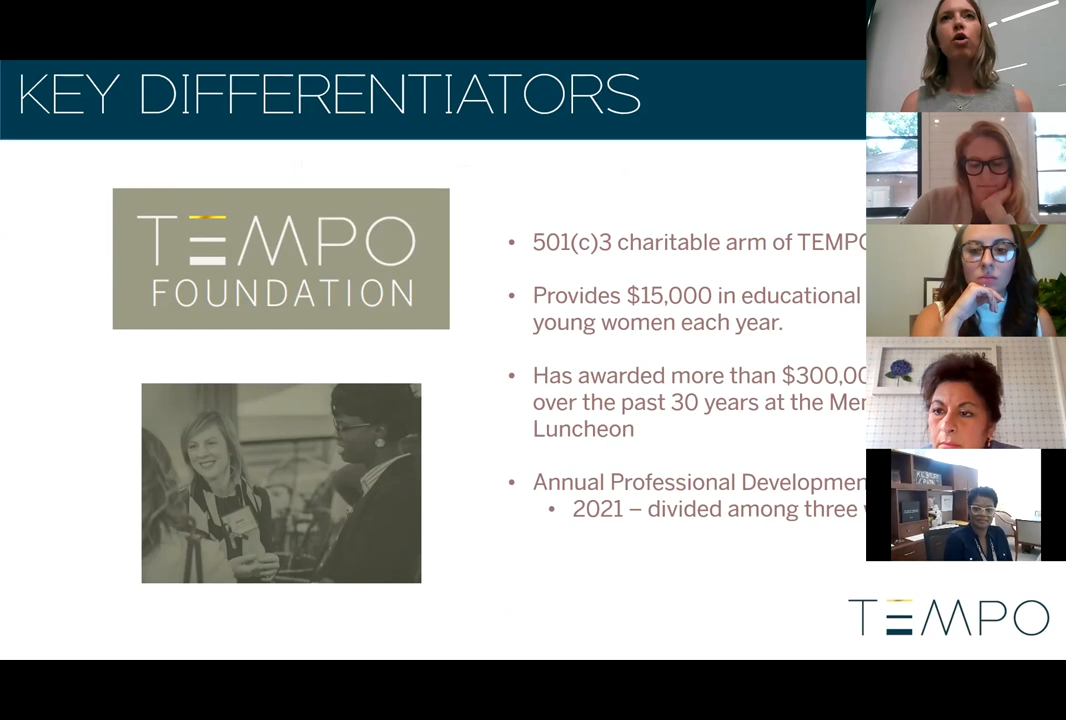 KEY DIFFERENTIATORS
TEMPO
FOUNDATION
• 501(c)3 charitable arm of TEMPO
• Provides $15,000 in educational
young women each year.
• Has awarded more than $300,00
over the past 30 years at the Mem
Luncheon
• Annual Professional Developmen
• 2021 – divided among three
TEMPO